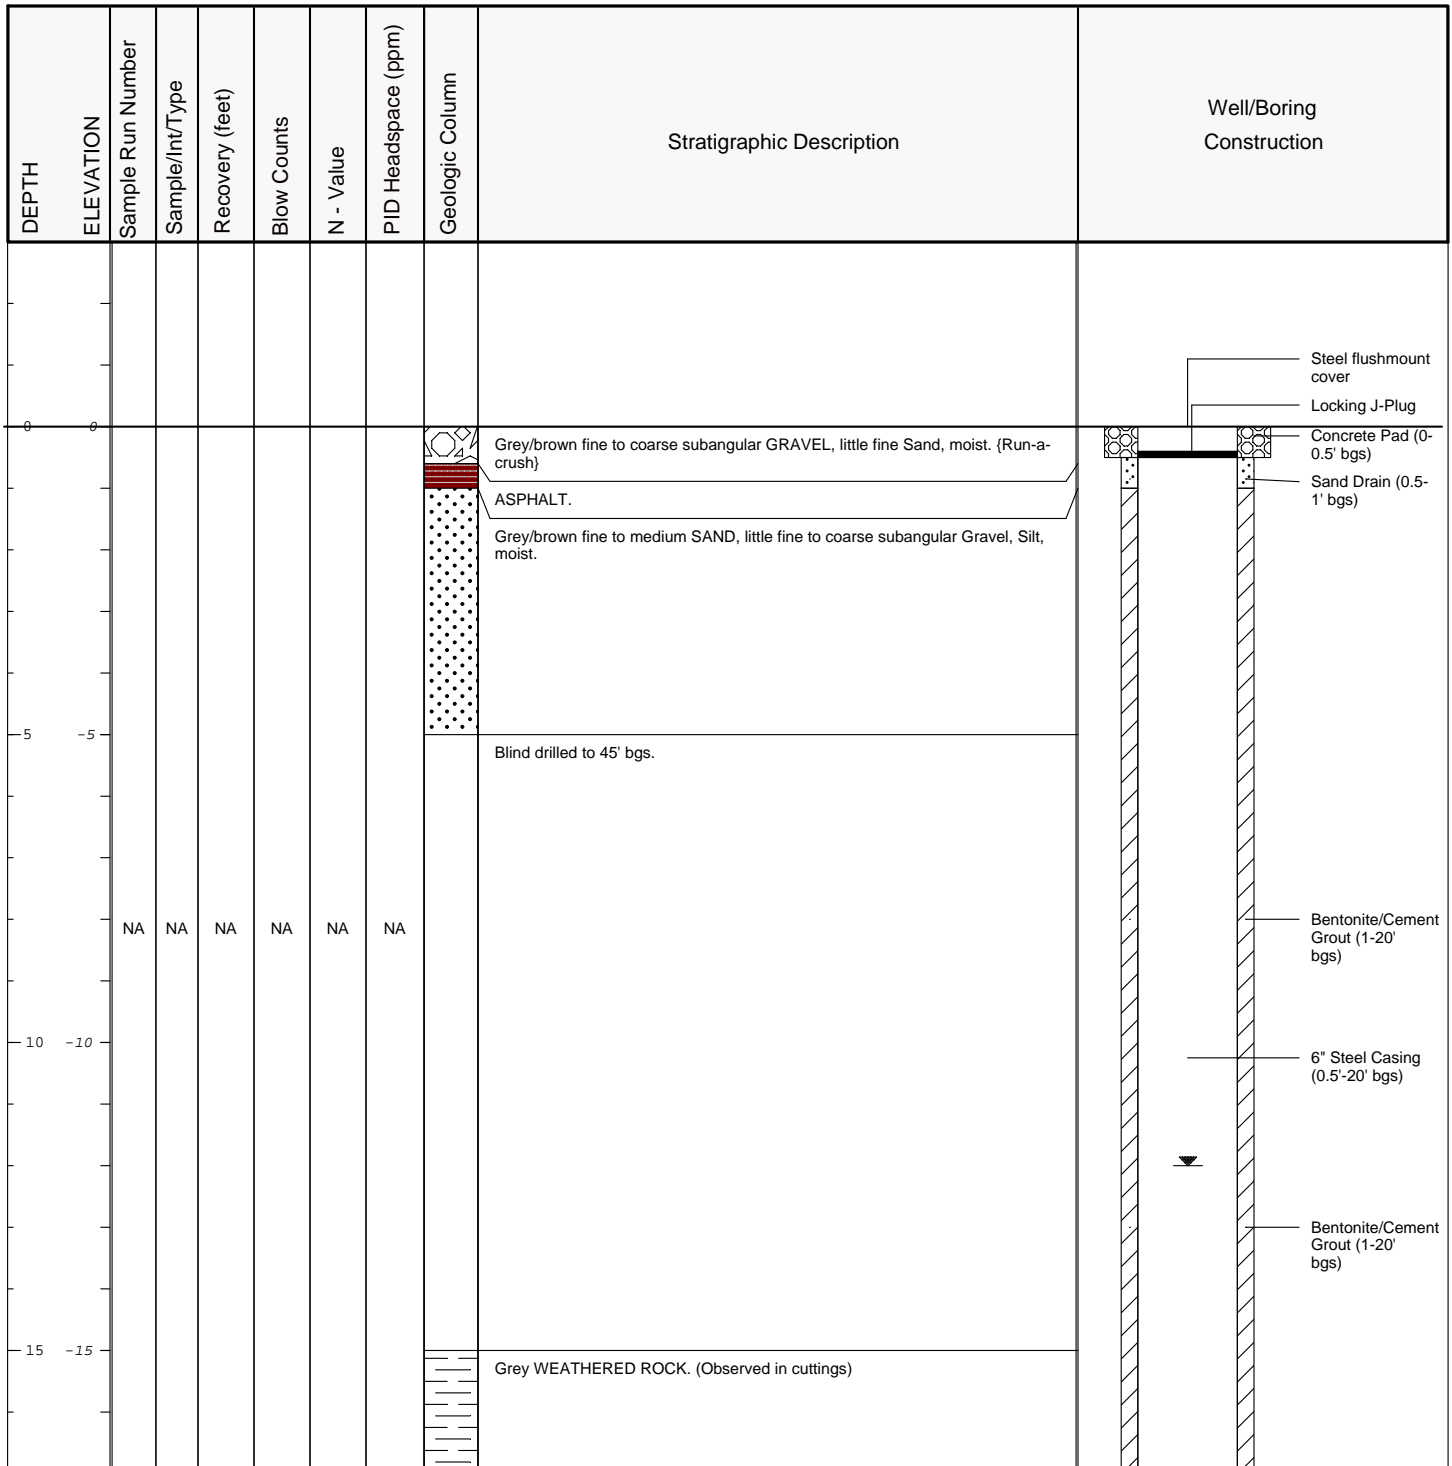 DEPTH
ELEVATION
Sample Run Number
Sample/Int/Type
Recovery (feet)
Blow Counts
N - Value
PID Headspace (ppm)
Geologic Column
Stratigraphic Description
Well/Boring
Construction
Steel flushmount
cover
Locking J-Plug
0 0
Grey/brown fine to coarse subangular GRAVEL, little fine Sand, moist. {Run-a-
crush}
Concrete Pad (0-
0.5' bgs)
ASPHALT.
Sand Drain (0.5-
1' bgs)
Grey/brown fine to medium SAND, little fine to coarse subangular Gravel, Silt,
moist.
5 -5
Blind drilled to 45' bgs.
NA NA NA NA NA NA
Bentonite/Cement
Grout (1-20'
bgs)
10 -10
6" Steel Casing
(0.5'-20' bgs)
Bentonite/Cement
Grout (1-20'
bgs)
15 -15
Grey WEATHERED ROCK. (Observed in cuttings)